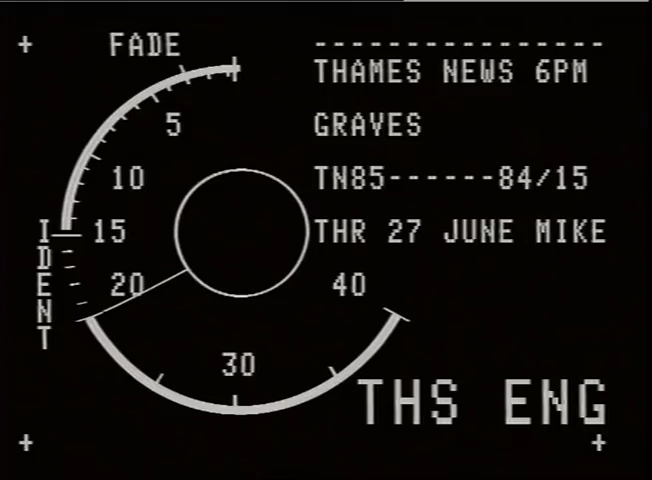 FADE
5
10
15
20
30
40
IDENT
---------------
THAMES NEWS 6PM
GRAVES
TN85------84/15
THR 27 JUNE MIKE
THS ENG